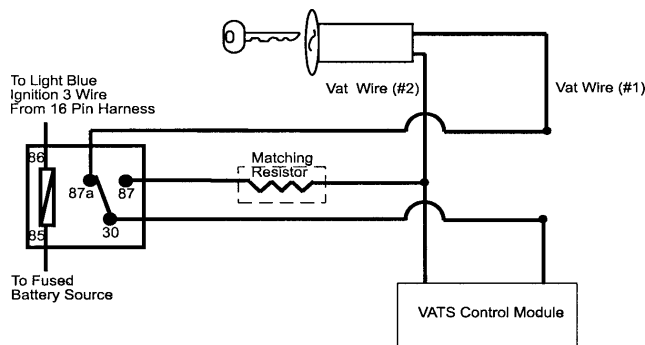 To Light Blue
Ignition 3 Wire
From 16 Pin Harness
Vat Wire (#2)
Vat Wire (#1)
86
87a
87
85
30
Matching
Resistor
To Fused
Battery Source
VATS Control Module